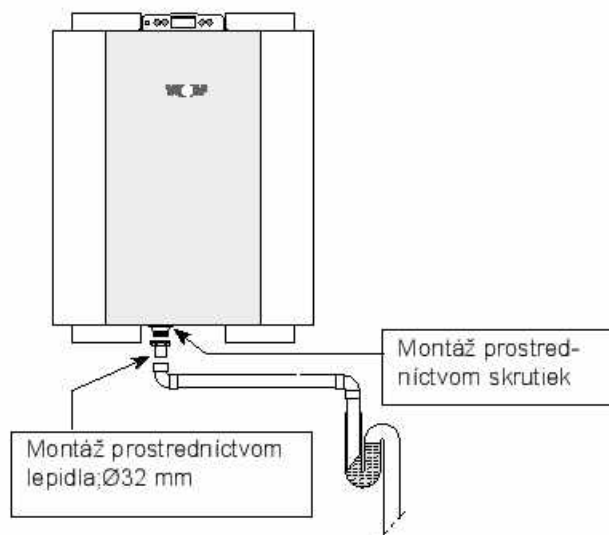 Montáž prostred-
níctvom skrutiek
Montáž prostredníctvom
lepidla;Ø32 mm